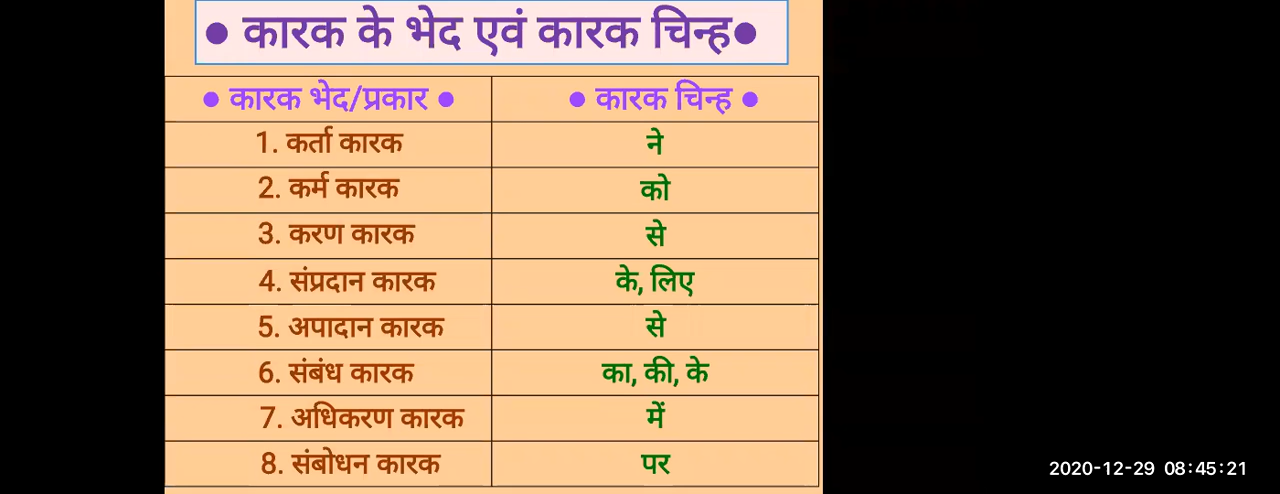 ● कारक के भेद एवं कारक चिन्ह●
● कारक भेद/प्रकार ● ● कारक चिन्ह ●
1. कर्ता कारक ने
2. कर्म कारक को
3. करण कारक से
4. संप्रदान कारक के, लिए
5. अपादान कारक से
6. संबंध कारक का, की, के
7. अधिकरण कारक में
8. संबोधन कारक पर
2020-12-29 08:45:21